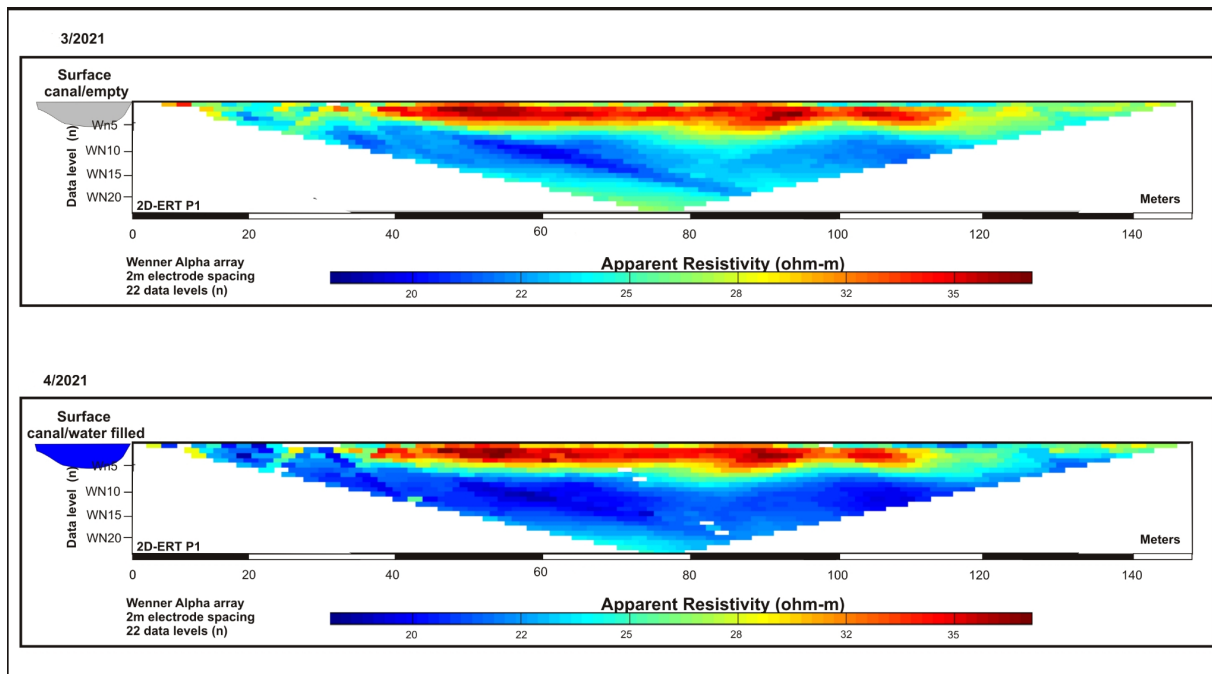 3/2021
Surface
canal/empty
Data level (n)
Wn5
WN10
WN15
WN20
2D-ERT P1
Meters
0 20 40 60 80 100 120 140
Wenner Alpha array
2m electrode spacing
22 data levels (n)
Apparent Resistivity (ohm-m)
20 22 25 28 32 35
4/2021
Surface
canal/water filled
Data level (n)
Wn5
WN10
WN15
WN20
2D-ERT P1
Meters
0 20 40 60 80 100 120 140
Wenner Alpha array
2m electrode spacing
22 data levels (n)
Apparent Resistivity (ohm-m)
20 22 25 28 32 35